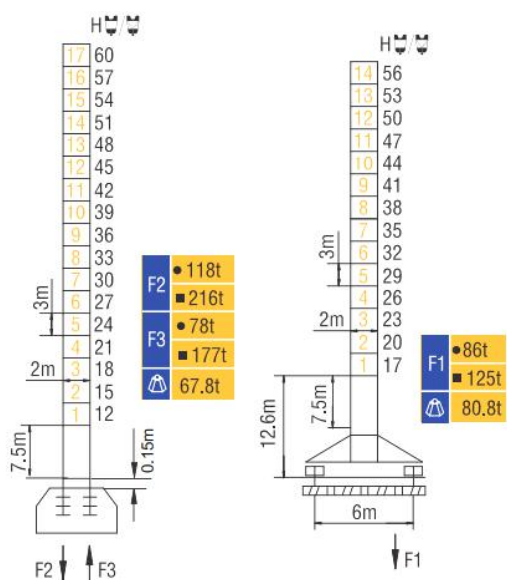 H /
17 60
16 57
15 54
14 51
13 48
12 45
11 42
10 39
9 36
8 33
7 30
6 27
5 24
4 21
3 18
2 15
1 12
3m
2m
7.5m
0.15m
F2 ● 118t
■ 216t
F3 ● 78t
■ 177t
67.8t
F2 F3
H /
14 56
13 53
12 50
11 47
10 44
9 41
8 38
7 35
6 32
5 29
4 26
3 23
2 20
1 17
3m
2m
12.6m
7.5m
F1 ● 86t
■ 125t
80.8t
6m
F1